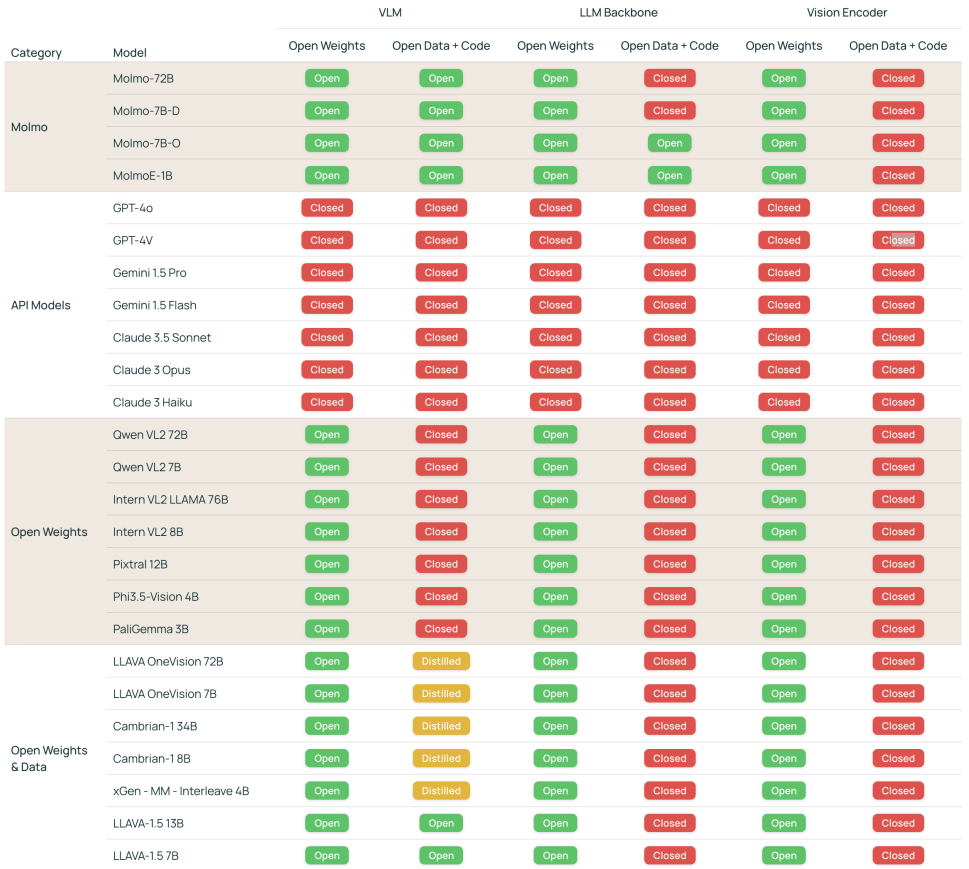 VLM LLM Backbone Vision Encoder
Category Model Open Weights Open Data + Code Open Weights Open Data + Code Open Weights Open Data + Code
Molmo
Molmo-72B Open Open Open Closed Open Closed
Molmo-7B-D Open Open Open Closed Open Closed
Molmo-7B-O Open Open Open Open Open Closed
MolmoE-1B Open Open Open Open Open Closed
API Models
GPT-4o Closed Closed Closed Closed Closed Closed
GPT-4V Closed Closed Closed Closed Closed Closed
Gemini 1.5 Pro Closed Closed Closed Closed Closed Closed
Gemini 1.5 Flash Closed Closed Closed Closed Closed Closed
Claude 3.5 Sonnet Closed Closed Closed Closed Closed Closed
Claude 3 Opus Closed Closed Closed Closed Closed Closed
Claude 3 Haiku Closed Closed Closed Closed Closed Closed
Open Weights
Qwen VL2 72B Open Closed Open Closed Open Closed
Qwen VL2 7B Open Closed Open Closed Open Closed
Intern VL2 LLAMA 76B Open Closed Open Closed Open Closed
Intern VL2 8B Open Closed Open Closed Open Closed
Pixtral 12B Open Closed Open Closed Open Closed
Phi3.5-Vision 4B Open Closed Open Closed Open Closed
PaliGemma 3B Open Closed Open Closed Open Closed
Open Weights
& Data
LLAVA OneVision 72B Open Distilled Open Closed Open Closed
LLAVA OneVision 7B Open Distilled Open Closed Open Closed
Cambrian-1 34B Open Distilled Open Closed Open Closed
Cambrian-1 8B Open Distilled Open Closed Open Closed
xGen - MM - Interleave 4B Open Distilled Open Closed Open Closed
LLAVA-1.5 13B Open Open Open Closed Open Closed
LLAVA-1.5 7B Open Open Open Closed Open Closed